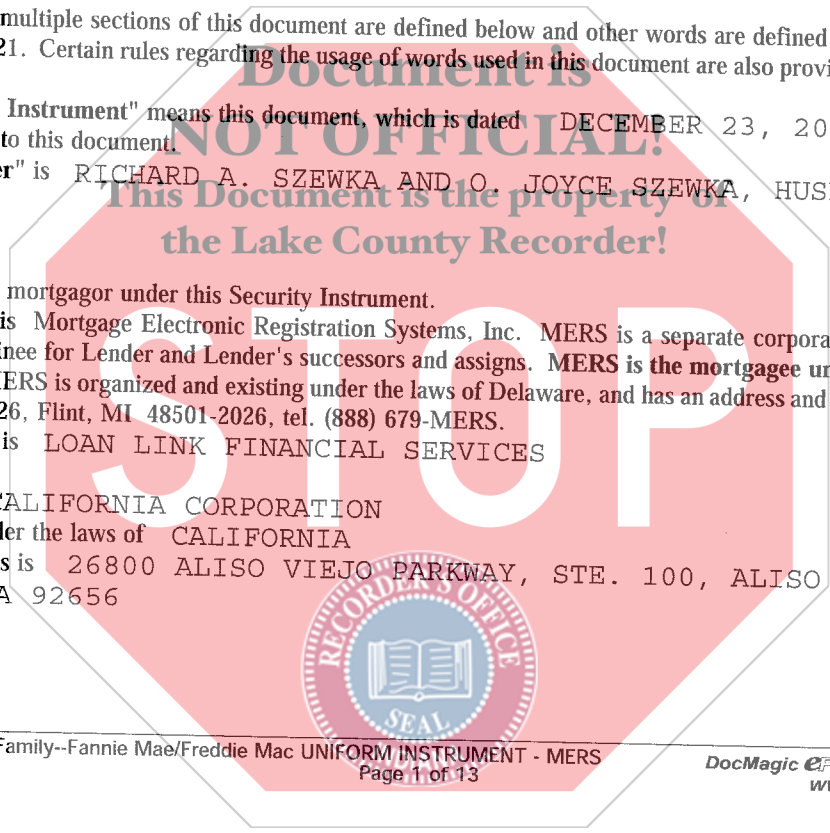 multiple sections of this document are defined below and other words are defined
21. Certain rules regarding the usage of words used in this document are also provi
Document is
Instrument" means this document, which is dated DECEMBER 23, 20
NOT OFFICIAL!
to this document.
er" is RICHARD A. SZEWKA AND O. JOYCE SZEWKA, HUS
This Document is the property of
the Lake County Recorder!
mortgagor under this Security Instrument.
is Mortgage Electronic Registration Systems, Inc. MERS is a separate corpora
inee for Lender and Lender's successors and assigns. MERS is the mortgagee un
MERS is organized and existing under the laws of Delaware, and has an address and
26, Flint, MI 48501-2026, tel. (888) 679-MERS.
STOP
is LOAN LINK FINANCIAL SERVICES
CALIFORNIA CORPORATION
der the laws of CALIFORNIA
s is 26800 ALISO VIEJO PARKWAY, STE. 100, ALISO
A 92656
RECORDER'S OFFICE
SEAL
Family--Fannie Mae/Freddie Mac UNIFORM INSTRUMENT - MERS
Page 1 of 13
DocMagic eF
ww